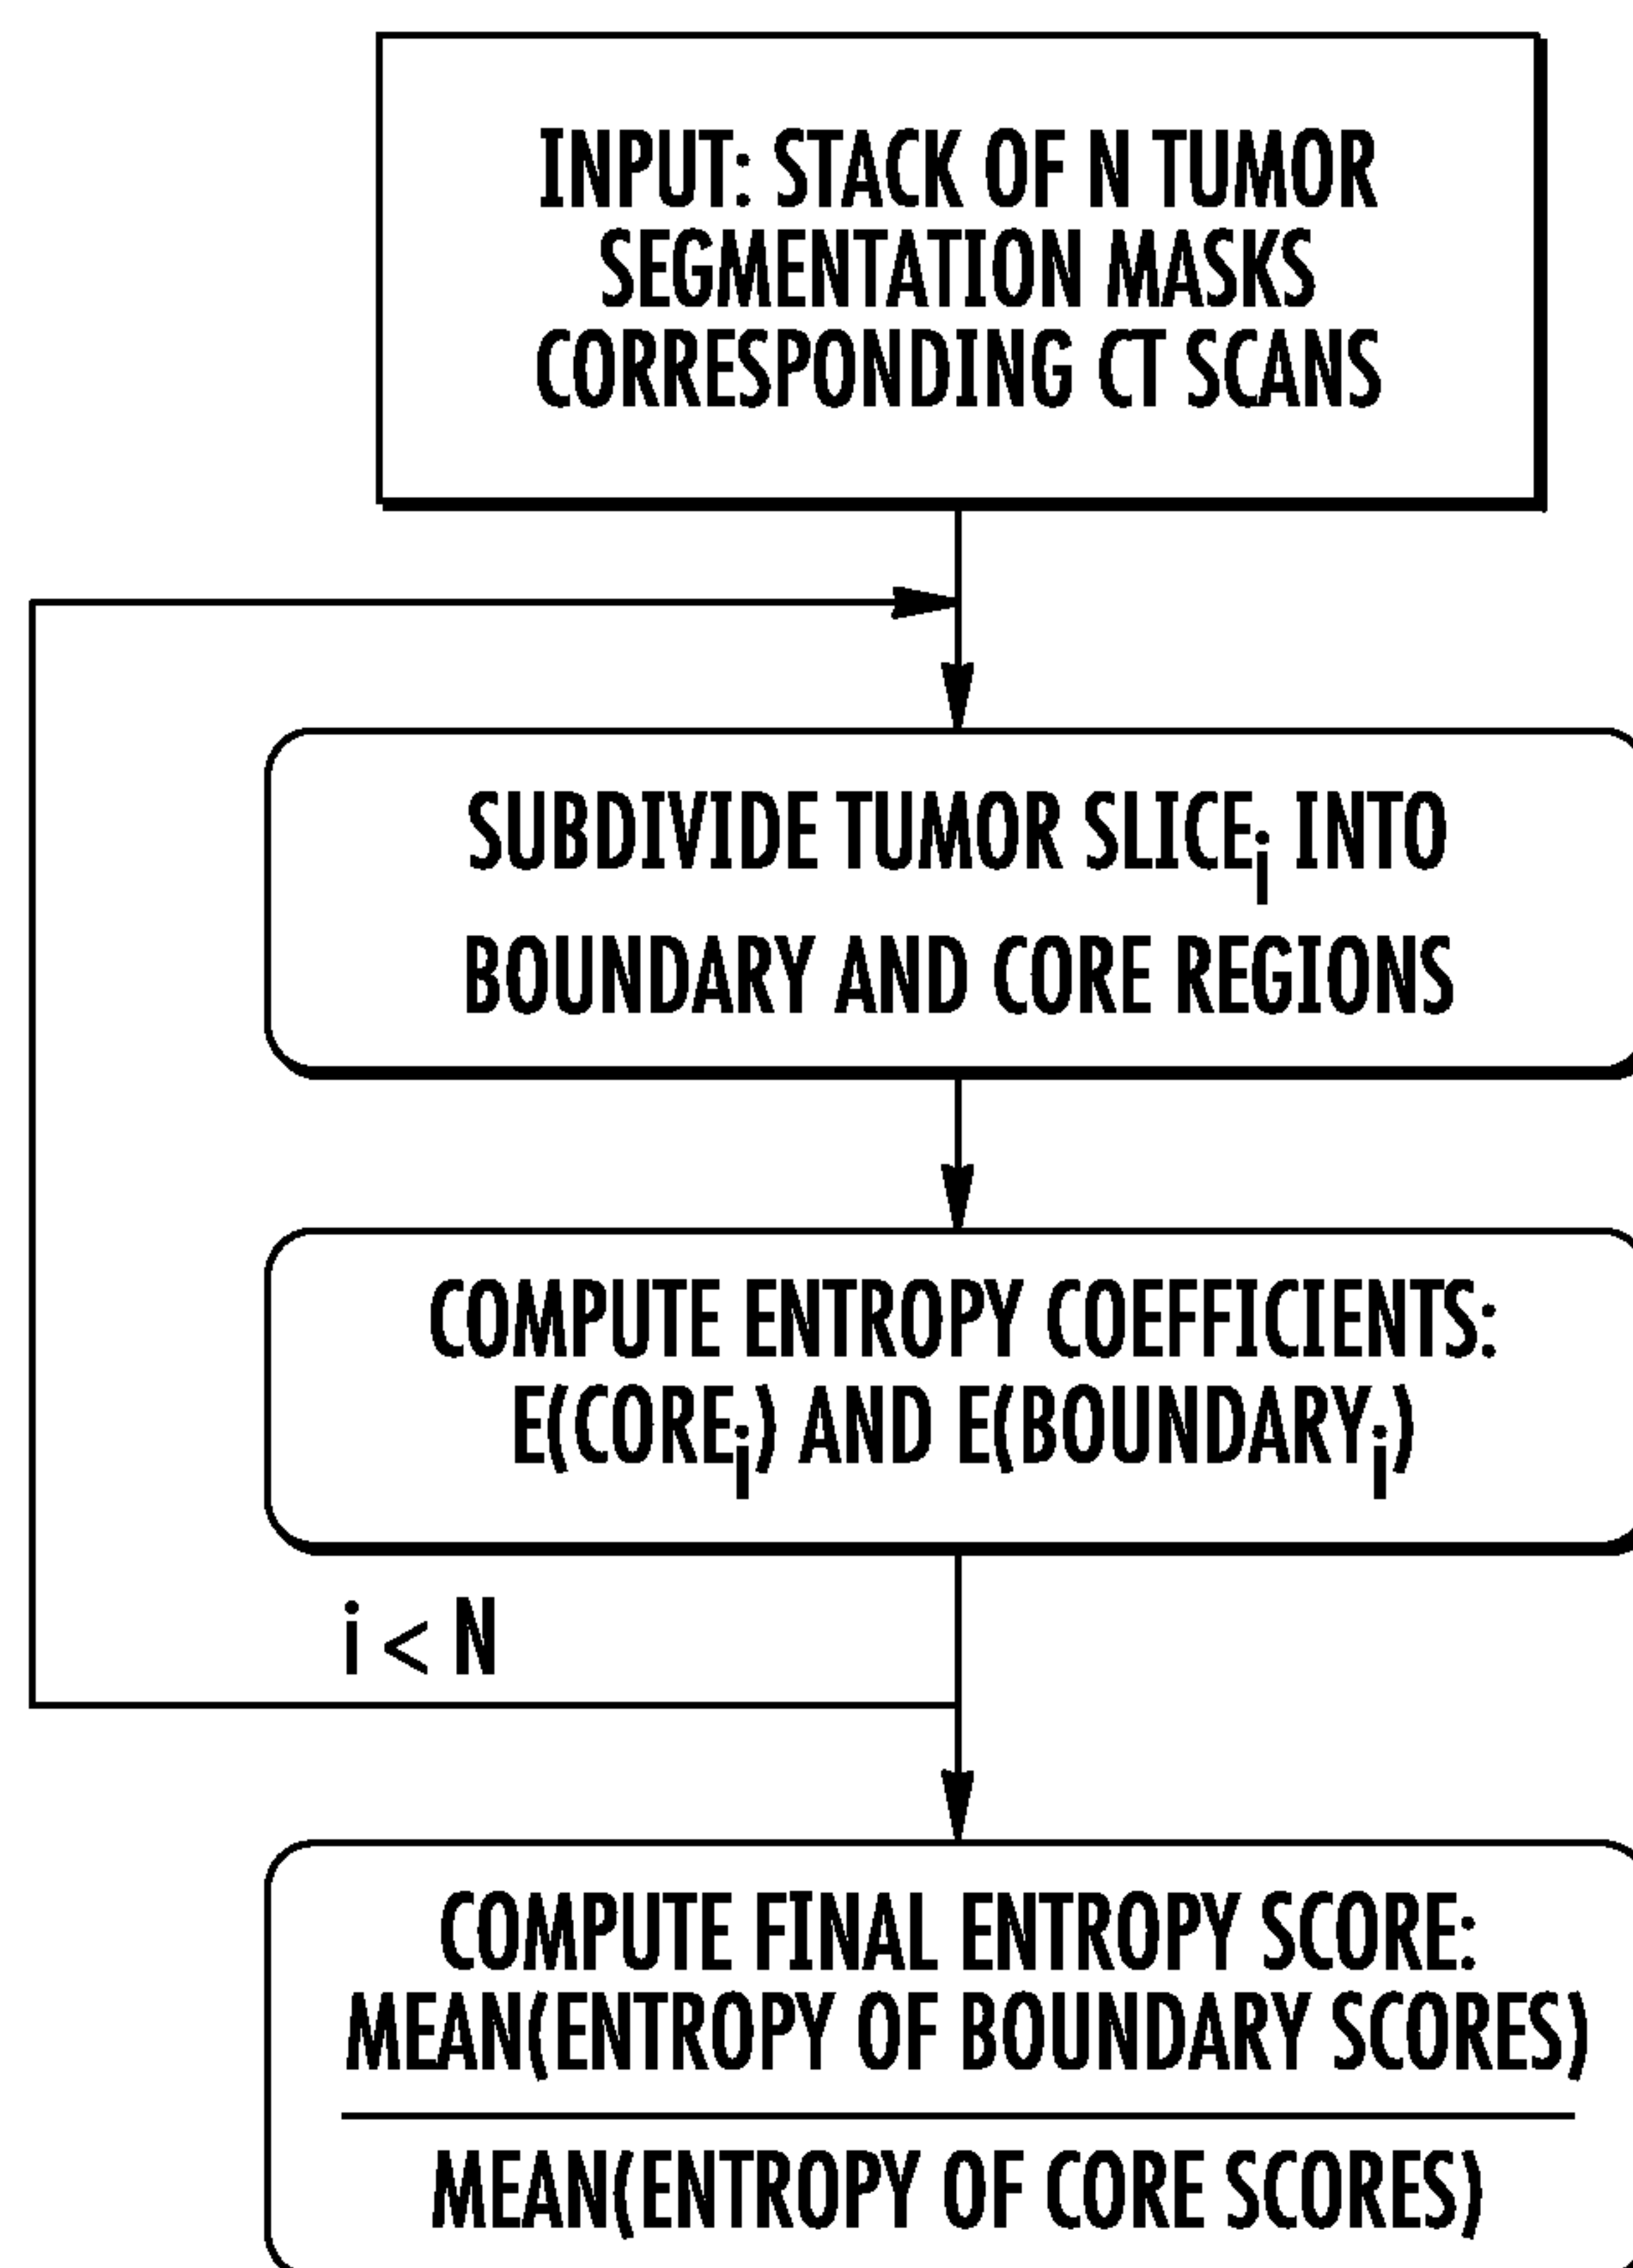 INPUT: STACK OF N TUMOR
SEGMENTATION MASKS
CORRESPONDING CT SCANS
SUBDIVIDE TUMOR SLICEi INTO
BOUNDARY AND CORE REGIONS
COMPUTE ENTROPY COEFFICIENTS:
E(COREi) AND E(BOUNDARYi)
i < N
COMPUTE FINAL ENTROPY SCORE:
MEAN(ENTROPY OF BOUNDARY SCORES)
MEAN(ENTROPY OF CORE SCORES)